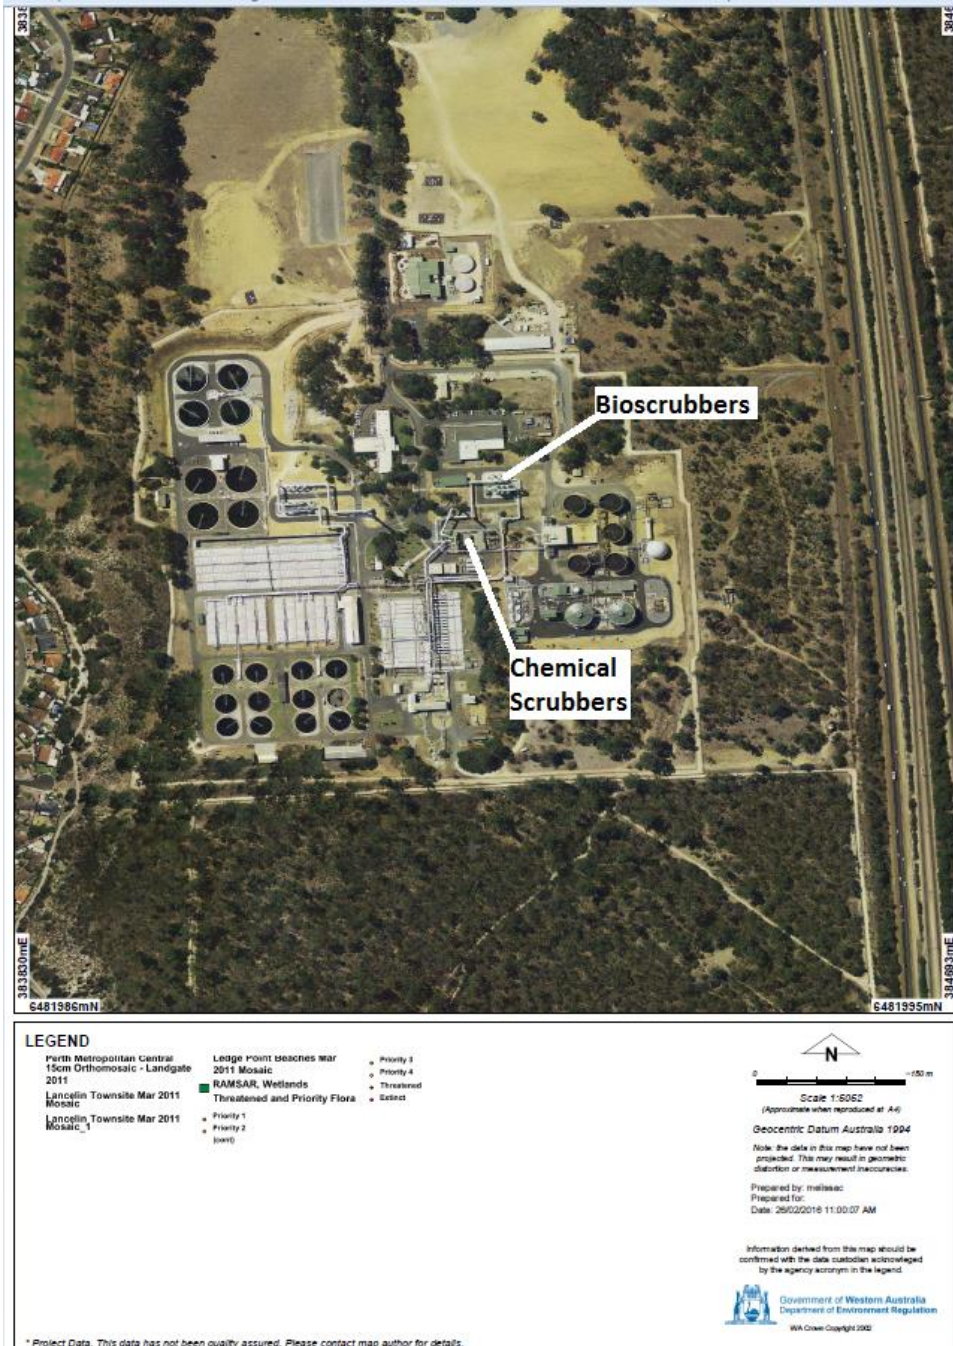 Bioscrubbers
Chemical
Scrubbers
383830mE
6481986mN
384693mE
6481995mN
LEGEND
Perth Metropolitan Central
15cm Orthomosaic - Landgate
2011
Lancelin Townsite Mar 2011
Mosaic
Lancelin Townsite Mar 2011
Mosaic_1
Ledge Point Beaches Mar
2011 Mosaic
RAMSAR, Wetlands
Threatened and Priority Flora
Priority 1
Priority 2
(cont)
Priority 3
Priority 4
Threatened
Extinct
N
0
~150 m
Scale 1:5052
(Approximate when reproduced at A4)
Geocentric Datum Australia 1994
Note: the data in this map have not been
projected. This may result in geometric
distortion or measurement inaccuracies.
Prepared by: melissac
Prepared for:
Date: 26/02/2016 11:00:07 AM
Information derived from this map should be
confirmed with the data custodian acknowleged
by the agency acronym in the legend.
Government of Western Australia
Department of Environment Regulation
WA Crown Copyright 2002
* Project Data. This data has not been quality assured. Please contact map author for details.